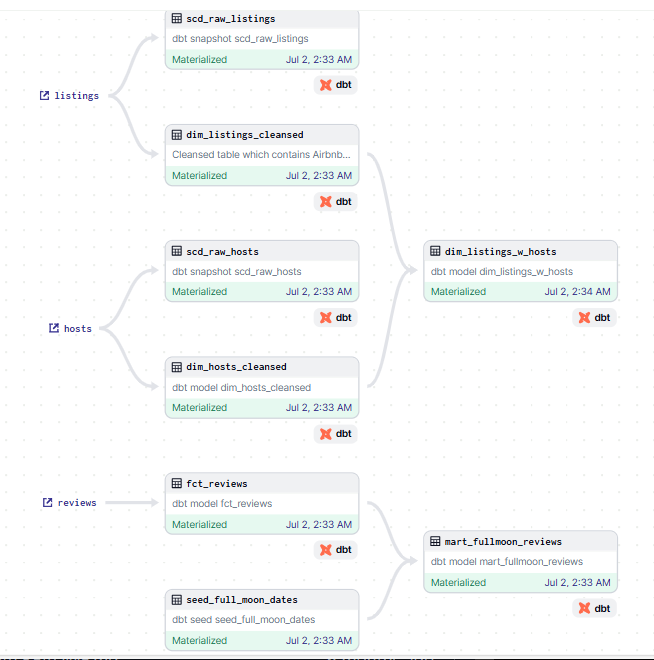 scd_raw_listings
dbt snapshot scd_raw_listings
Materialized Jul 2, 2:33 AM
dbt
listings
dim_listings_cleansed
Cleansed table which contains Airbnb...
Materialized Jul 2, 2:33 AM
dbt
scd_raw_hosts
dbt snapshot scd_raw_hosts
Materialized Jul 2, 2:33 AM
dbt
dim_listings_w_hosts
dbt model dim_listings_w_hosts
Materialized Jul 2, 2:34 AM
dbt
hosts
dim_hosts_cleansed
dbt model dim_hosts_cleansed
Materialized Jul 2, 2:33 AM
dbt
fct_reviews
dbt model fct_reviews
Materialized Jul 2, 2:33 AM
dbt
reviews
mart_fullmoon_reviews
dbt model mart_fullmoon_reviews
Materialized Jul 2, 2:33 AM
dbt
seed_full_moon_dates
dbt seed seed_full_moon_dates
Materialized Jul 2, 2:33 AM